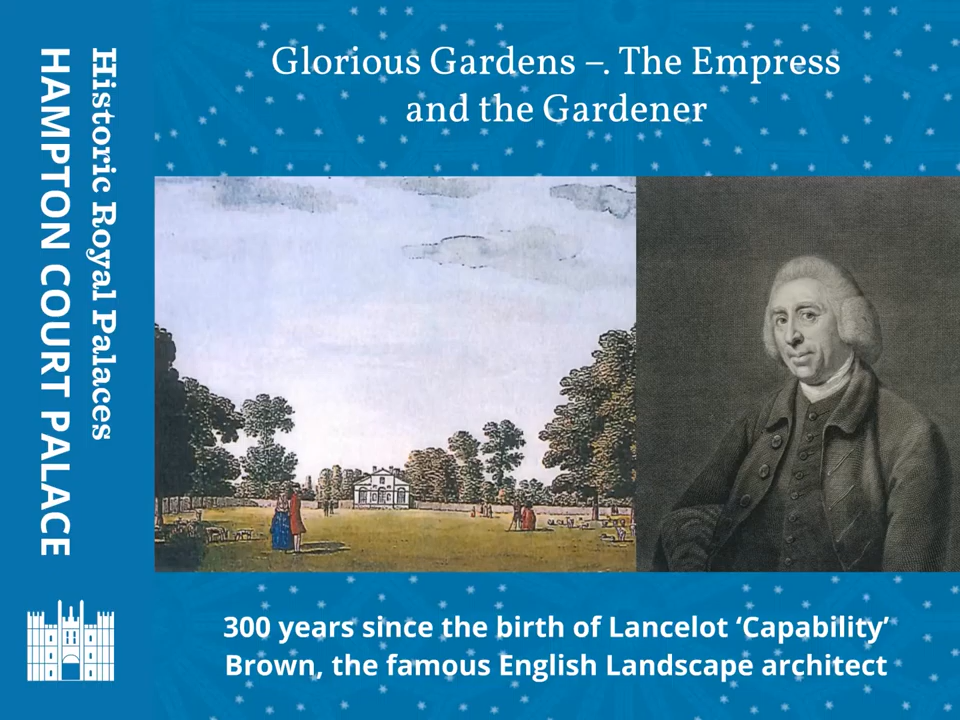 Historic Royal Palaces
HAMPTON COURT PALACE
Glorious Gardens –. The Empress
and the Gardener
300 years since the birth of Lancelot ‘Capability’
Brown, the famous English Landscape architect